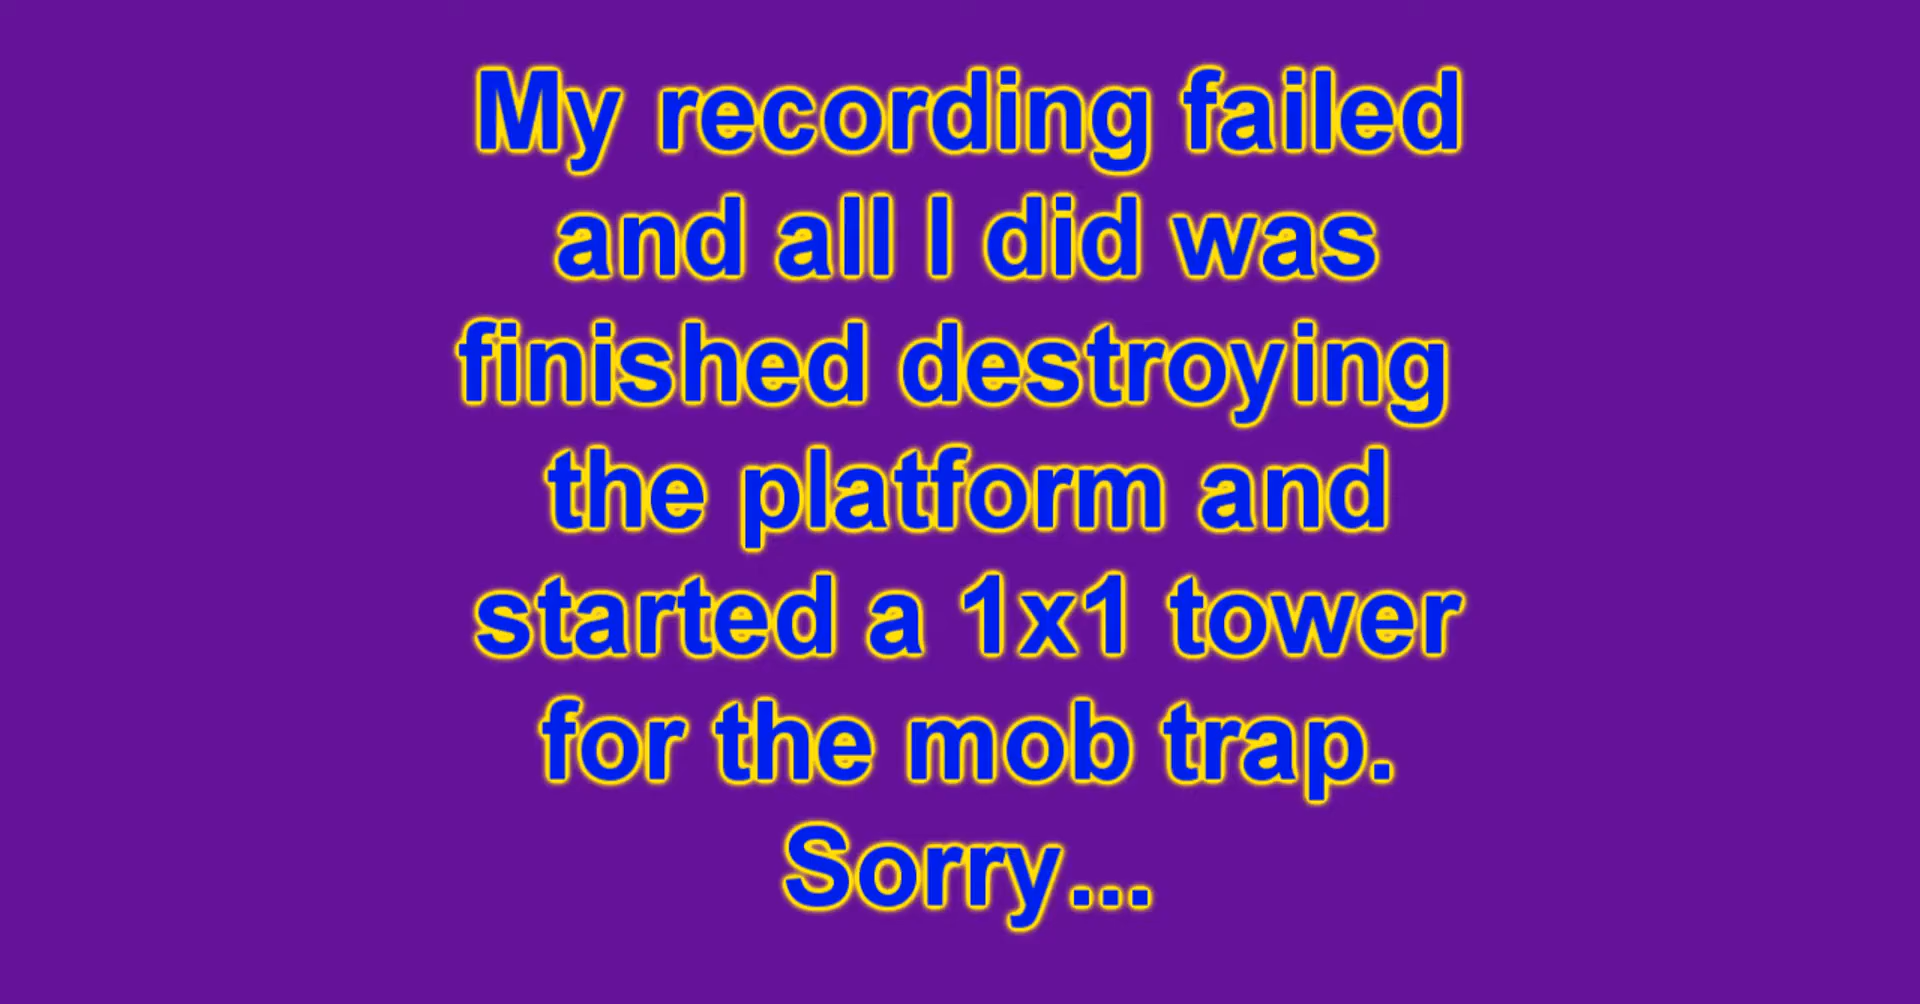 My recording failed
and all I did was
finished destroying
the platform and
started a 1x1 tower
for the mob trap.
Sorry...